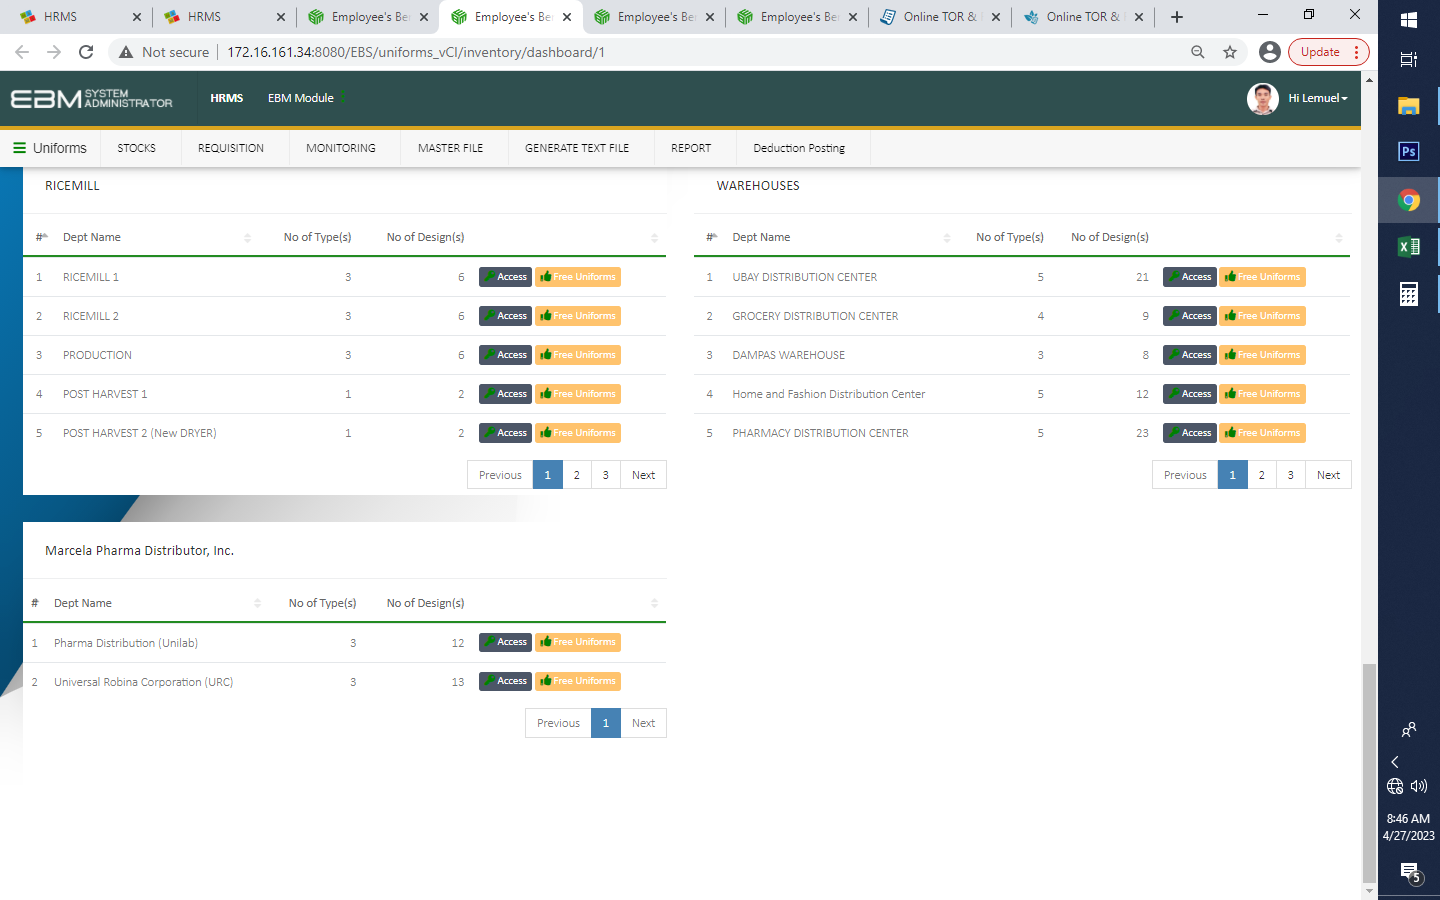 HRMS HRMS Employee's Be Employee's Be Employee's Be Employee's Be Online TOR & Online TOR &
Not secure 172.16.161.34:8080/EBS/uniforms_vCI/inventory/dashboard/1 Update
EBM SYSTEM ADMINISTRATOR HRMS EBM Module Hi Lemuel
Uniforms STOCKS REQUISITION MONITORING MASTER FILE GENERATE TEXT FILE REPORT Deduction Posting
RICEMILL
# Dept Name No of Type(s) No of Design(s)
1 RICEMILL 1 3 6 Access Free Uniforms
2 RICEMILL 2 3 6 Access Free Uniforms
3 PRODUCTION 3 6 Access Free Uniforms
4 POST HARVEST 1 1 2 Access Free Uniforms
5 POST HARVEST 2 (New DRYER) 1 2 Access Free Uniforms
Previous 1 2 3 Next
WAREHOUSES
# Dept Name No of Type(s) No of Design(s)
1 UBAY DISTRIBUTION CENTER 5 21 Access Free Uniforms
2 GROCERY DISTRIBUTION CENTER 4 9 Access Free Uniforms
3 DAMPAS WAREHOUSE 3 8 Access Free Uniforms
4 Home and Fashion Distribution Center 5 12 Access Free Uniforms
5 PHARMACY DISTRIBUTION CENTER 5 23 Access Free Uniforms
Previous 1 2 3 Next
Marcela Pharma Distributor, Inc.
# Dept Name No of Type(s) No of Design(s)
1 Pharma Distribution (Unilab) 3 12 Access Free Uniforms
2 Universal Robina Corporation (URC) 3 13 Access Free Uniforms
Previous 1 Next
Ps
8:46 AM
4/27/2023
5